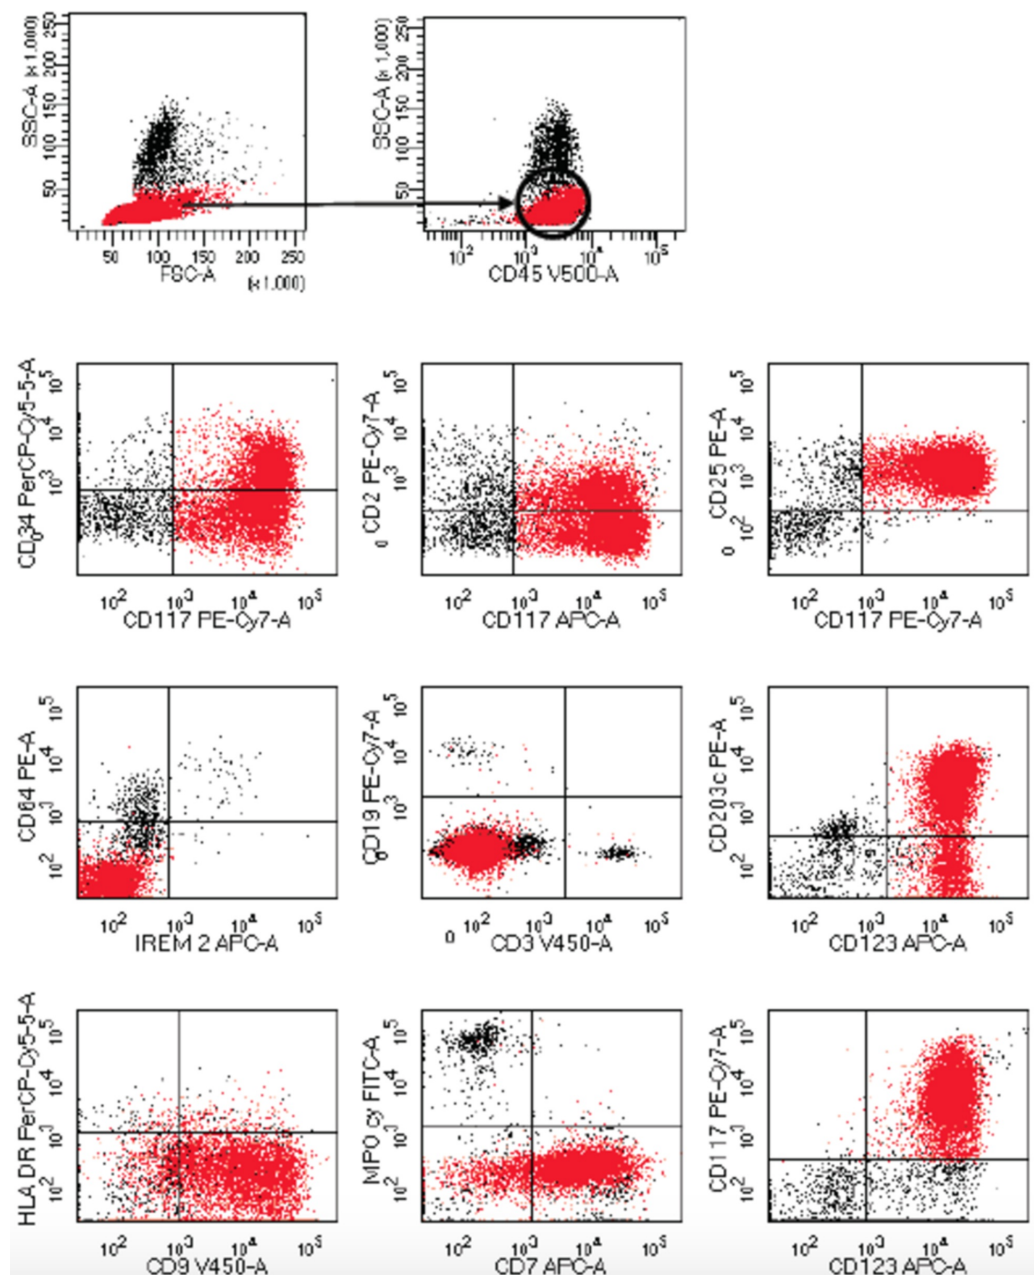 SSC-A (x 1,000)
50 100 150 200 250
50 100 150 200 250
FSC-A
(x 1,000)
SSC-A (x 1,000)
50 100 150 200 250
10² 10³ 10⁴ 10⁵
CD45 V500-A
CD34 PerCP-Cy5-5-A
0 10³ 10⁴ 10⁵
10² 10³ 10⁴ 10⁵
CD117 PE-Cy7-A
CD2 PE-Cy7-A
0 10³ 10⁴ 10⁵
10² 10³ 10⁴ 10⁵
CD117 APC-A
CD25 PE-A
0 10² 10³ 10⁴ 10⁵
10² 10³ 10⁴ 10⁵
CD117 PE-Cy7-A
CD64 PE-A
10² 10³ 10⁴ 10⁵
10² 10³ 10⁴ 10⁵
IREM 2 APC-A
CD19 PE-Cy7-A
0 10³ 10⁴ 10⁵
0 10² 10³ 10⁴ 10⁵
CD3 V450-A
CD203c PE-A
10² 10³ 10⁴ 10⁵
10² 10³ 10⁴ 10⁵
CD123 APC-A
HLA DR PerCP-Cy5-5-A
10² 10³ 10⁴ 10⁵
10² 10³ 10⁴ 10⁵
CD9 V450-A
MPO cy FITC-A
10² 10³ 10⁴ 10⁵
10² 10³ 10⁴ 10⁵
CD7 APC-A
CD117 PE-Cy7-A
10² 10³ 10⁴ 10⁵
10² 10³ 10⁴ 10⁵
CD123 APC-A